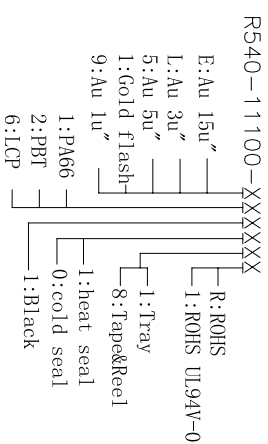 R540-11100-XXXXXX
E:Au 15u"
L:Au 3u"
5:Au 5u"
1:Gold flash
9:Au 1u"
1:PA66
2:PBT
6:LCP
R:ROHS
1:ROHS UL94V-0
1:Tray
8:Tape&Reel
1:heat seal
0:cold seal
1:Black